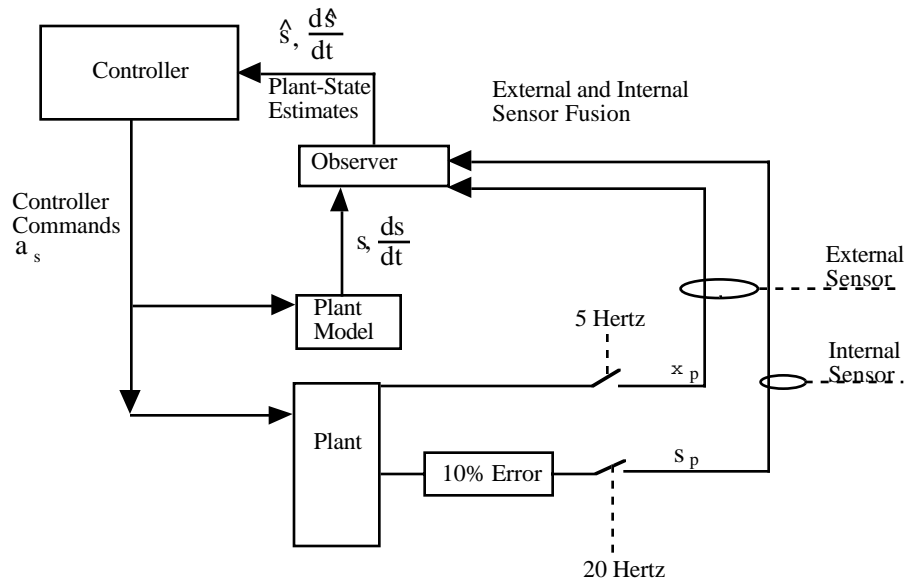 ŝ, dŝ
dt
Controller
Plant-State
Estimates
External and Internal
Sensor Fusion
Observer
Controller
Commands
a s
s, ds
dt
External
Sensor
Plant
Model
5 Hertz
Internal
Sensor
x p
Plant
10% Error
s p
20 Hertz